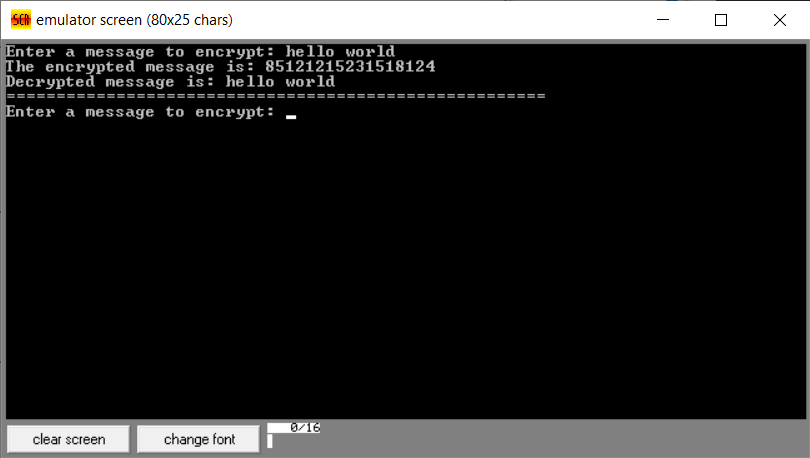 SCR emulator screen (80x25 chars)
Enter a message to encrypt: hello world
The encrypted message is: 85121215231518124
Decrypted message is: hello world
======================================================
Enter a message to encrypt: _
clear screen change font 0/16